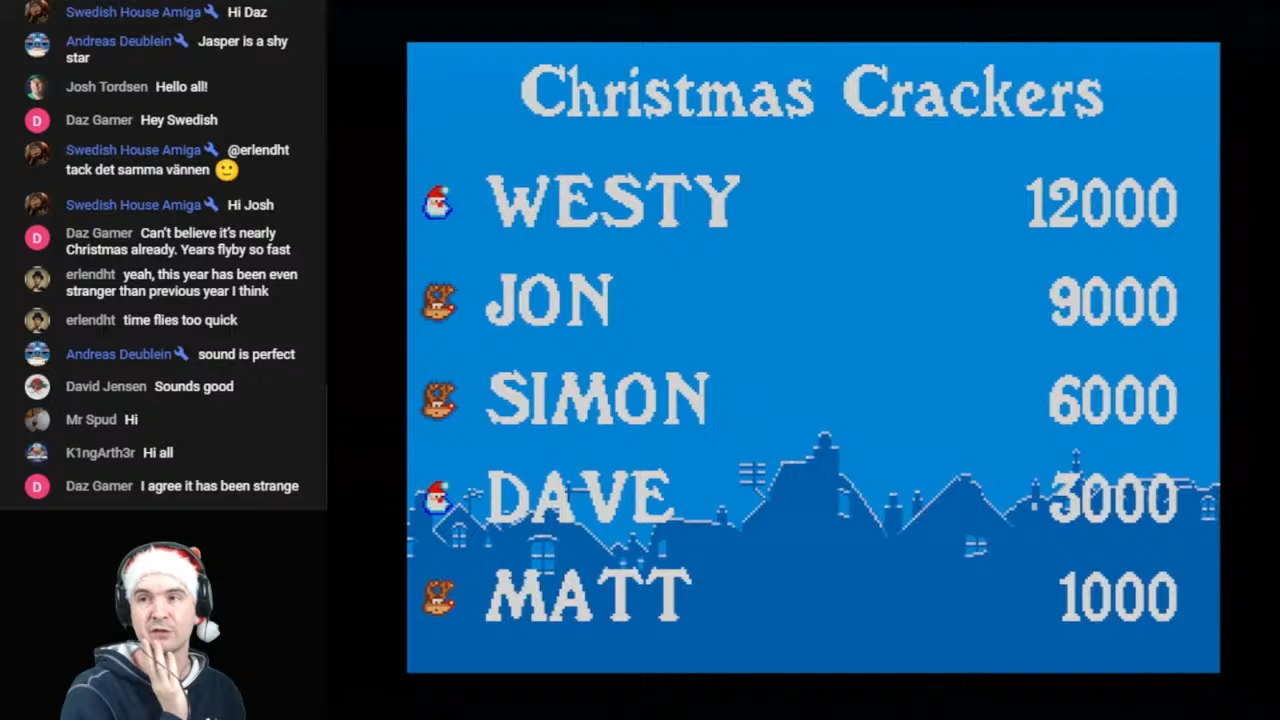 Swedish House Amiga Hi Daz
Andreas Deublein Jasper is a shy
star
Josh Tordsen Hello all!
D Daz Gamer Hey Swedish
Swedish House Amiga @erlendht
tack det samma vännen
Swedish House Amiga Hi Josh
D Daz Gamer Can't believe it's nearly
Christmas already. Years flyby so fast
erlendht yeah, this year has been even
stranger than previous year I think
erlendht time flies too quick
Andreas Deublein sound is perfect
David Jensen Sounds good
Mr Spud Hi
K1ngArth3r Hi all
D Daz Gamer I agree it has been strange
Christmas Crackers
WESTY 12000
JON 9000
SIMON 6000
DAVE 3000
MATT 1000